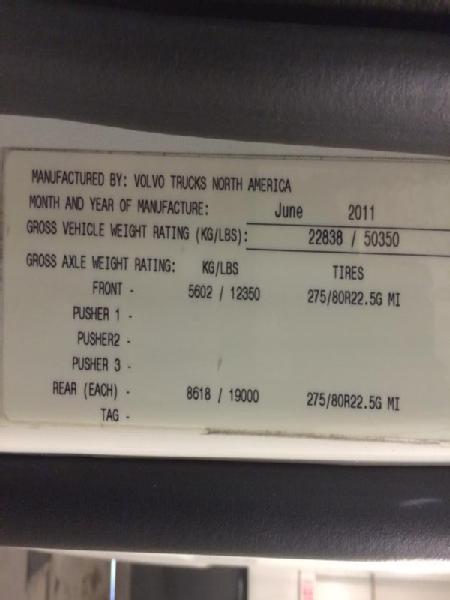 MANUFACTURED BY: VOLVO TRUCKS NORTH AMERICA
MONTH AND YEAR OF MANUFACTURE: June 2011
GROSS VEHICLE WEIGHT RATING (KG/LBS): 22838 / 50350
GROSS AXLE WEIGHT RATING: KG/LBS TIRES
FRONT - 5602 / 12350 275/80R22.5G MI
PUSHER 1 -
PUSHER2 -
PUSHER 3 -
REAR (EACH) - 8618 / 19000 275/80R22.5G MI
TAG -